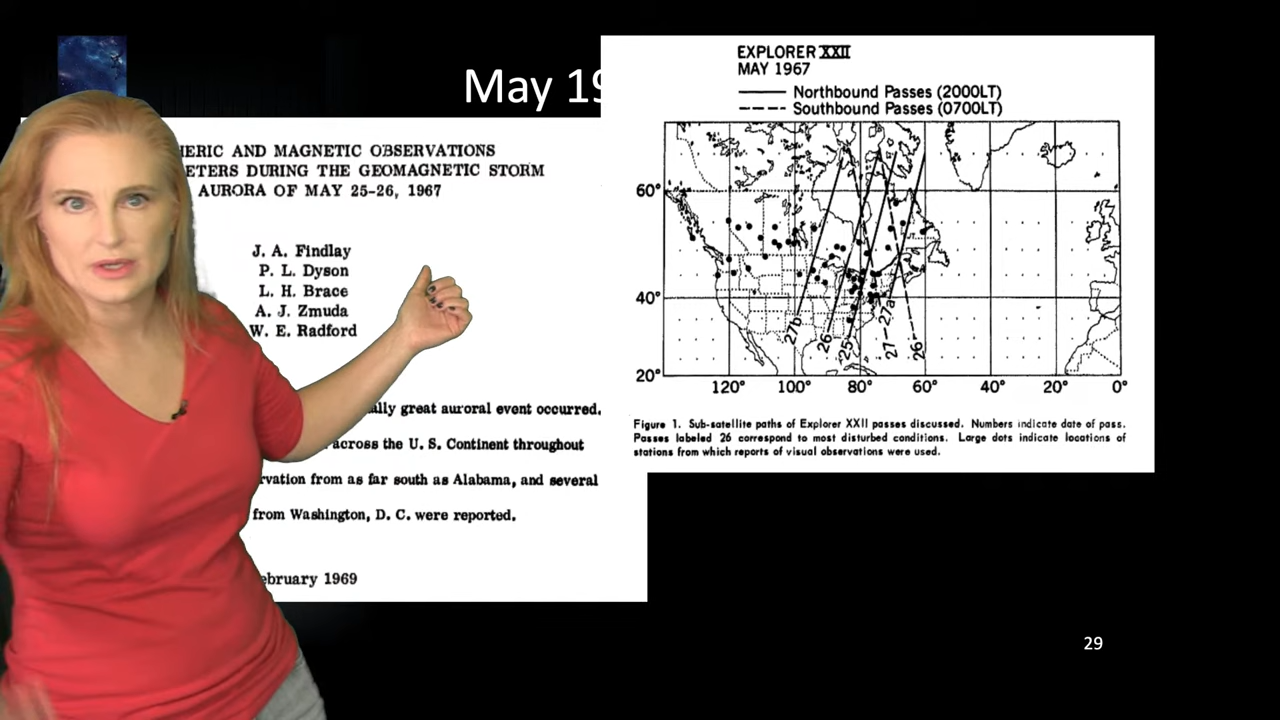 May 19
ERIC AND MAGNETIC OBSERVATIONS
ETERS DURING THE GEOMAGNETIC STORM
AURORA OF MAY 25-26, 1967
J. A. Findlay
P. L. Dyson
L. H. Brace
A. J. Zmuda
W. E. Radford
ally great auroral event occurred.
across the U. S. Continent throughout
rvation from as far south as Alabama, and several
from Washington, D. C. were reported.
ebruary 1969
EXPLORER XXII
MAY 1967
Northbound Passes (2000LT)
Southbound Passes (0700LT)
60°
40°
20°
27b
26
25
27
27a
26
120° 100° 80° 60° 40° 20° 0°
Figure 1. Sub-satellite paths of Explorer XXII passes discussed. Numbers indicate date of pass.
Passes labeled 26 correspond to most disturbed conditions. Large dots indicate locations of
stations from which reports of visual observations were used.
29